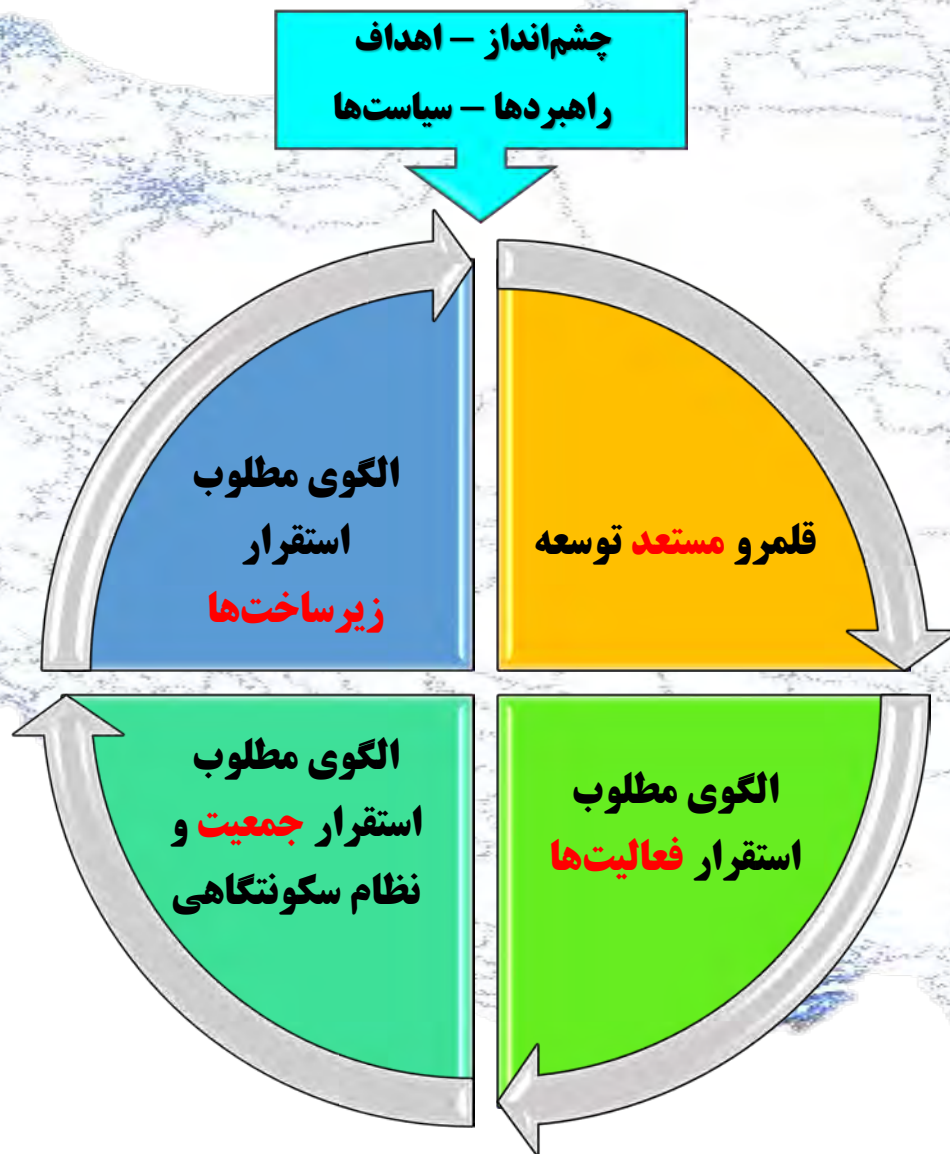 چشم‌انداز – اهداف
راهبردها – سیاست‌ها
الگوی مطلوب
استقرار
زیرساخت‌ها
قلمرو مستعد توسعه
الگوی مطلوب
استقرار جمعیت و
نظام سکونتگاهی
الگوی مطلوب
استقرار فعالیت‌ها